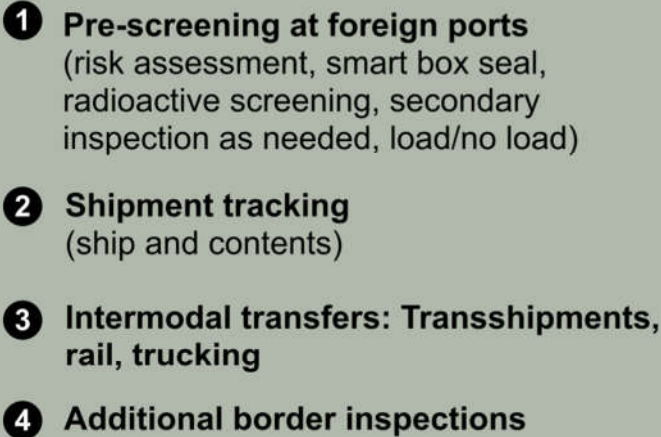 1 Pre-screening at foreign ports
(risk assessment, smart box seal,
radioactive screening, secondary
inspection as needed, load/no load)
2 Shipment tracking
(ship and contents)
3 Intermodal transfers: Transshipments,
rail, trucking
4 Additional border inspections